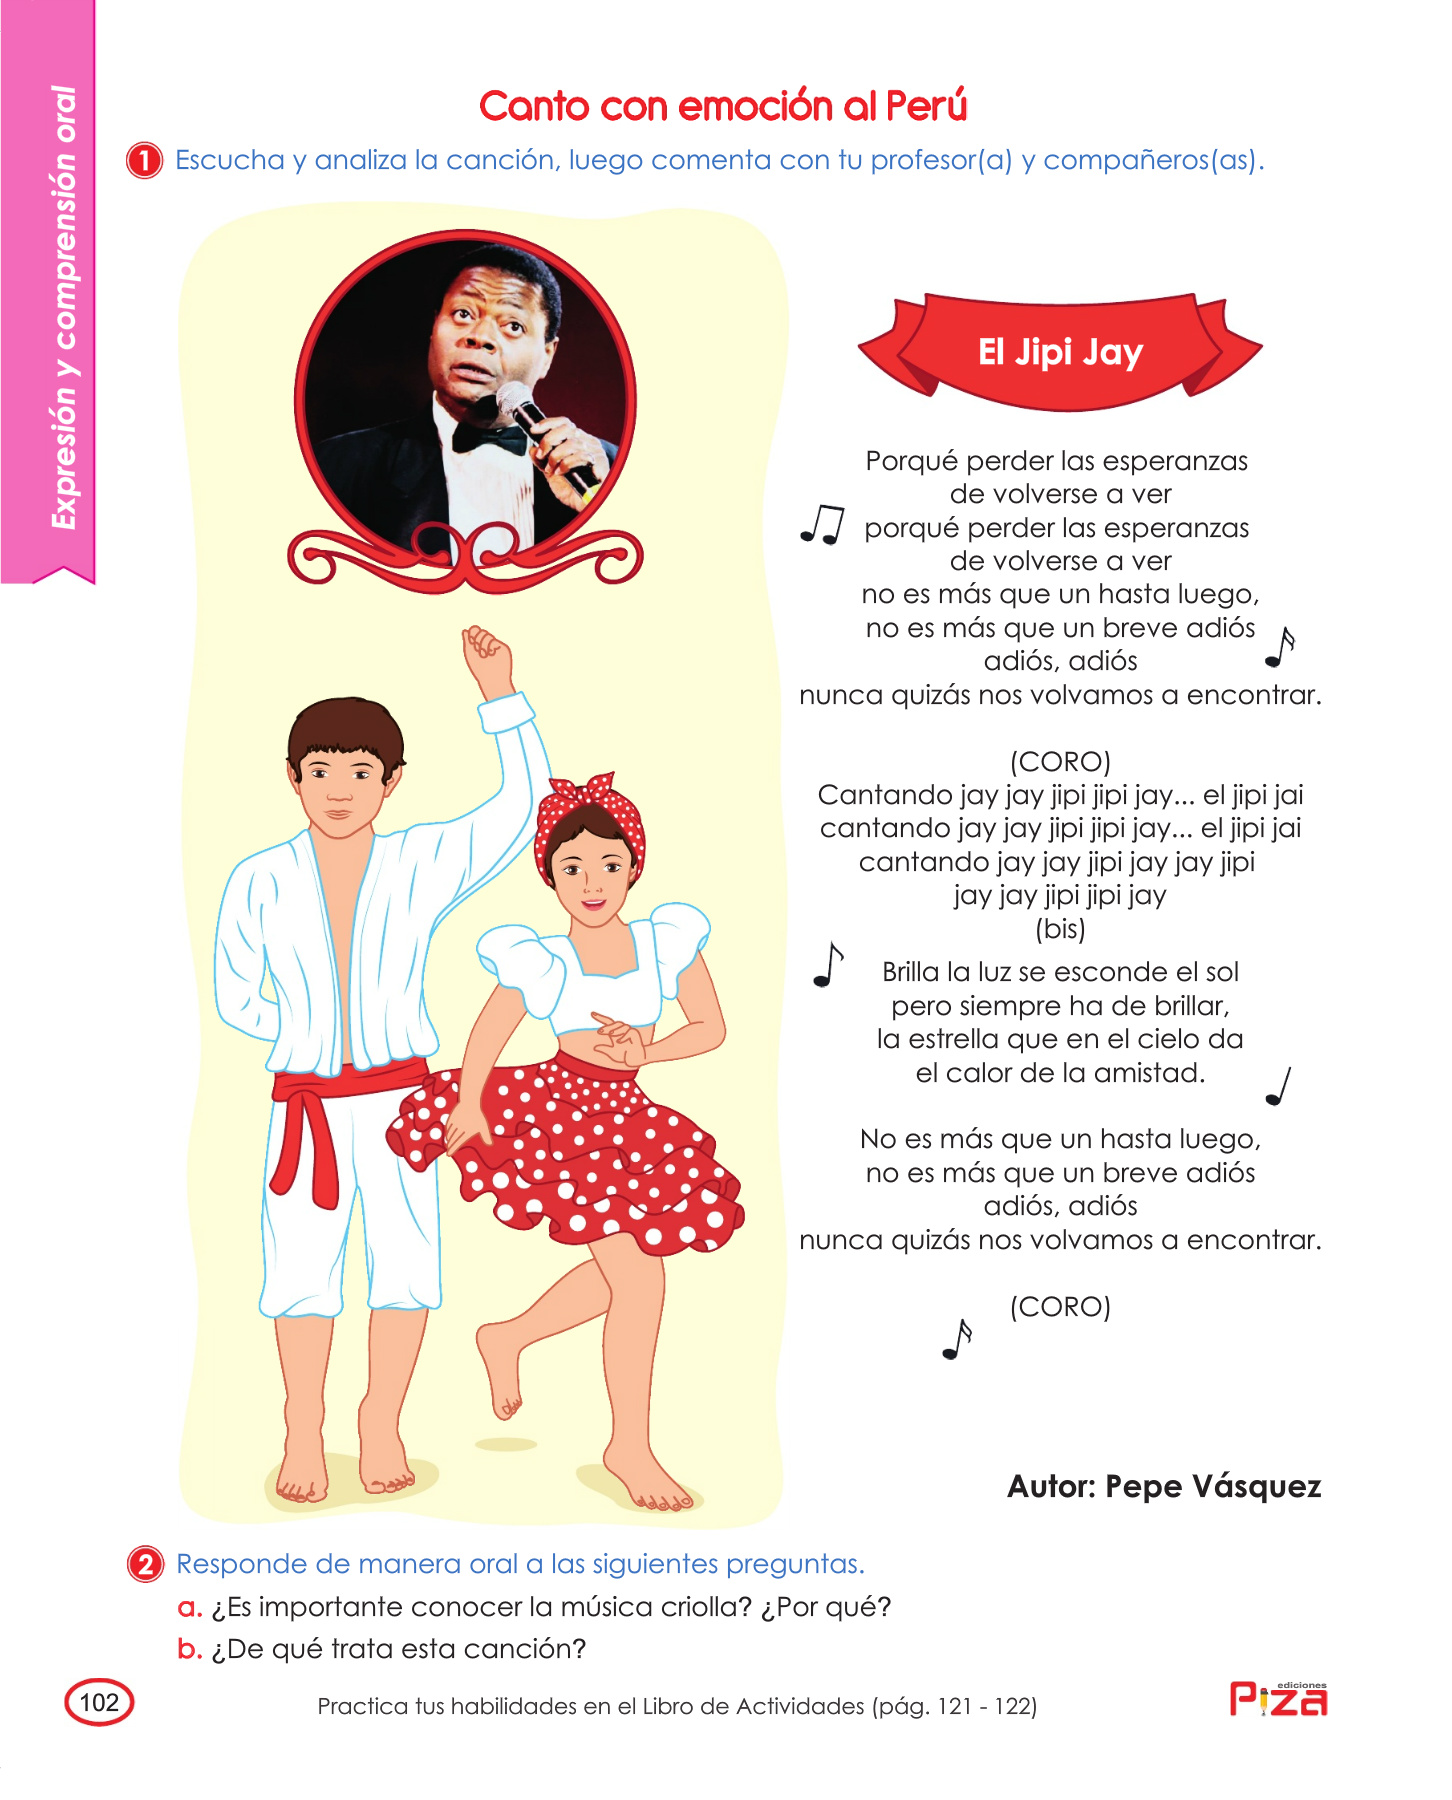 Expresión y comprensión oral
Canto con emoción al Perú
1 Escucha y analiza la canción, luego comenta con tu profesor(a) y compañeros(as).
El Jipi Jay
Porqué perder las esperanzas
de volverse a ver
porqué perder las esperanzas
de volverse a ver
no es más que un hasta luego,
no es más que un breve adiós
adiós, adiós
nunca quizás nos volvamos a encontrar.
(CORO)
Cantando jay jay jipi jipi jay... el jipi jai
cantando jay jay jipi jipi jay... el jipi jai
cantando jay jay jipi jay jay jipi
jay jay jipi jipi jay
(bis)
Brilla la luz se esconde el sol
pero siempre ha de brillar,
la estrella que en el cielo da
el calor de la amistad.
No es más que un hasta luego,
no es más que un breve adiós
adiós, adiós
nunca quizás nos volvamos a encontrar.
(CORO)
Autor: Pepe Vásquez
2 Responde de manera oral a las siguientes preguntas.
a. ¿Es importante conocer la música criolla? ¿Por qué?
b. ¿De qué trata esta canción?
102
Practica tus habilidades en el Libro de Actividades (pág. 121 - 122)
ediciones
Piza